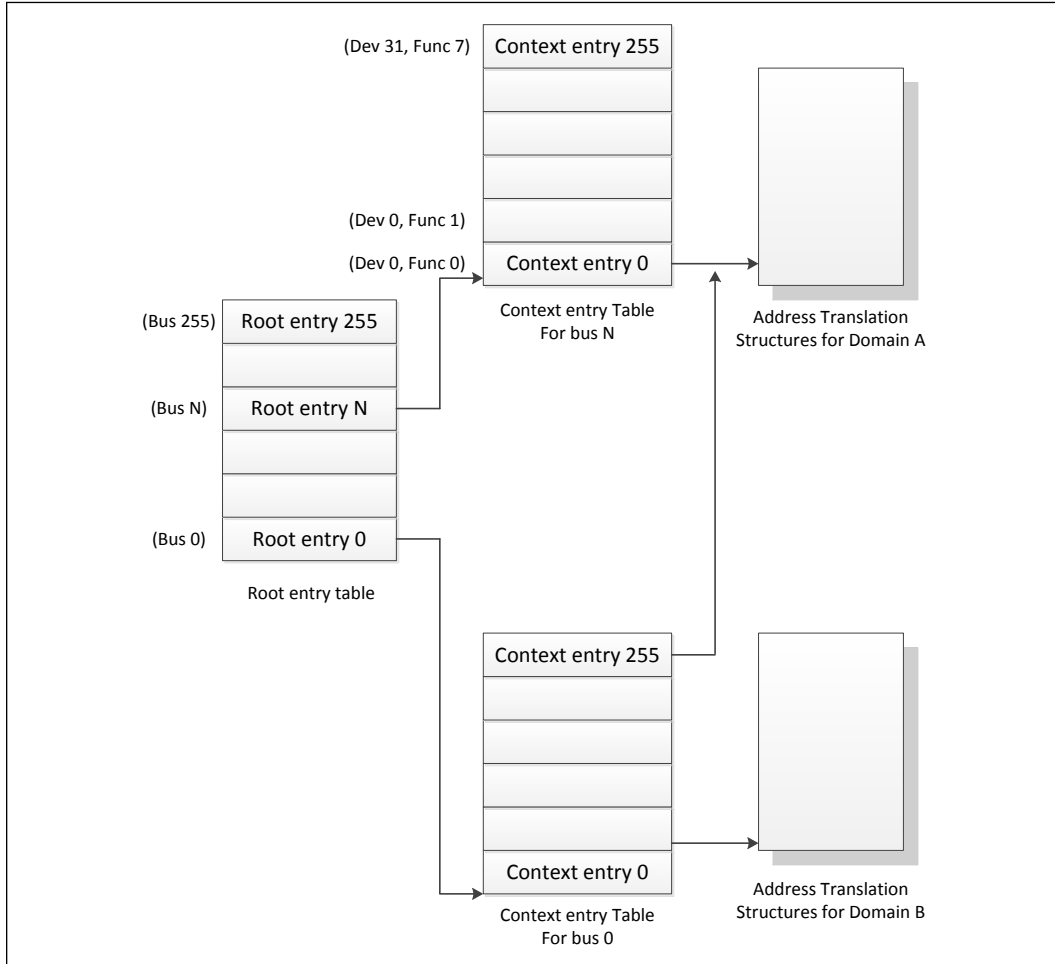 (Dev 31, Func 7)
Context entry 255
(Dev 0, Func 1)
(Dev 0, Func 0)
Context entry 0
Context entry Table
For bus N
Address Translation
Structures for Domain A
(Bus 255)
Root entry 255
(Bus N)
Root entry N
(Bus 0)
Root entry 0
Root entry table
Context entry 255
Context entry 0
Context entry Table
For bus 0
Address Translation
Structures for Domain B